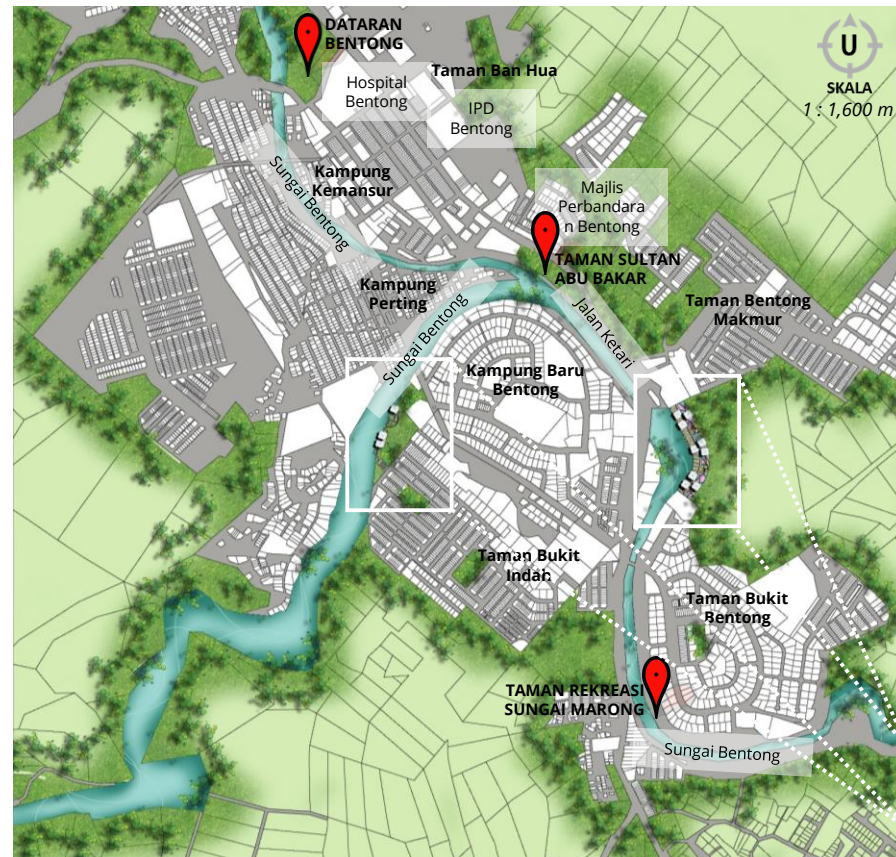 DATARAN
BENTONG
Hospital
Bentong
Taman Ban Hua
IPD
Bentong
U
SKALA
1 : 1,600 m
Sungai Bentong
Kampung
Kemansur
Majlis
Perbandara
n Bentong
TAMAN SULTAN
ABU BAKAR
Kampung
Perting
Sungai Bentong
Jalan Ketari
Taman Bentong
Makmur
Kampung Baru
Bentong
Taman Bukit
Indah
Taman Bukit
Bentong
TAMAN REKREASI
SUNGAI MARONG
Sungai Bentong